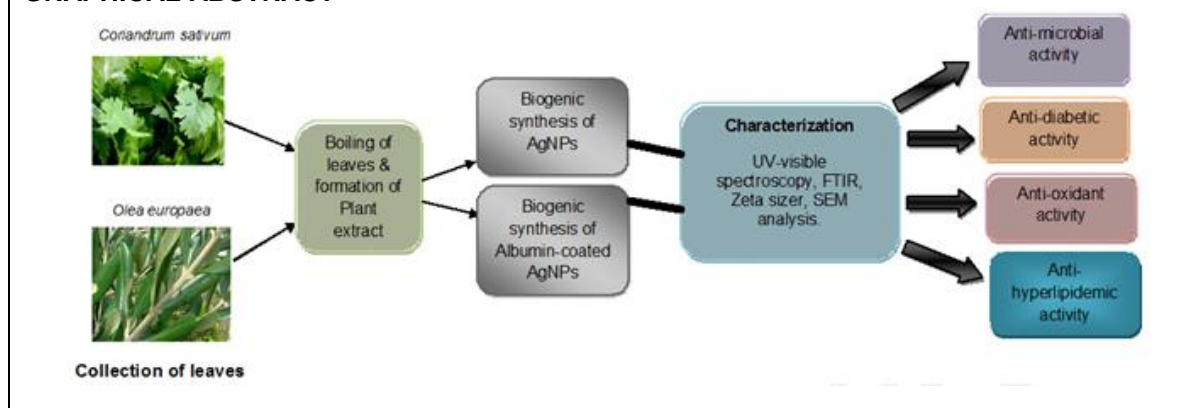 GRAPHICAL ABSTRACT
Coriandrum sativum
Olea europaea
Collection of leaves
Boiling of
leaves &
formation of
Plant
extract
Biogenic
synthesis of
AgNPs
Biogenic
synthesis of
Albumin-coated
AgNPs
Characterization
UV-visible
spectroscopy, FTIR,
Zeta sizer, SEM
analysis.
Anti-microbial
activity
Anti-diabetic
activity
Anti-oxidant
activity
Anti-
hyperlipidemic
activity